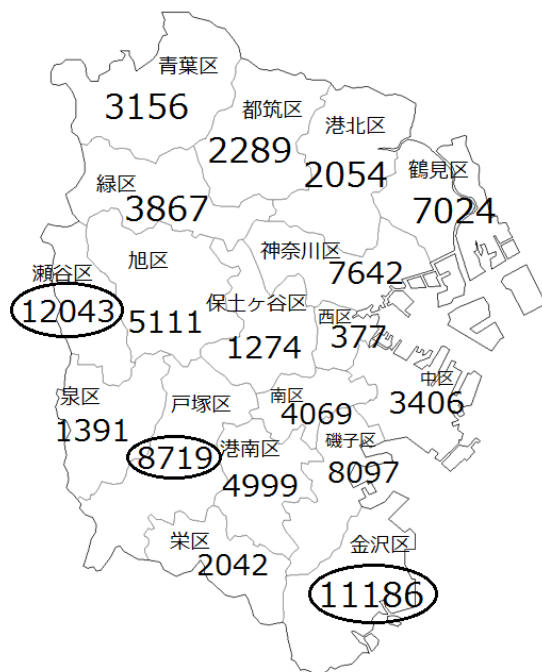 青葉区
3156
都筑区
2289
港北区
2054
鶴見区
7024
緑区
3867
神奈川区
7642
瀬谷区
12043
旭区
5111
保土ヶ谷区
1274
西区
377
中区
3406
泉区
1391
戸塚区
8719
南区
4069
港南区
4999
磯子区
8097
栄区
2042
金沢区
11186